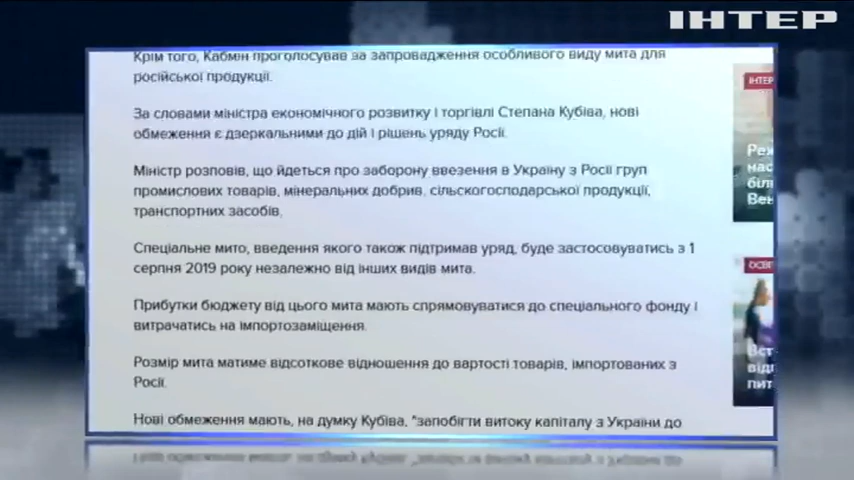 ІНТЕР
Крім того, Кабмін проголосував за запровадження особливого виду мита для
російської продукції.
За словами міністра економічного розвитку і торгівлі Степана Кубіва, нові
обмеження є дзеркальними до дій і рішень уряду Росії.
Міністр розповів, що йдеться про заборону ввезення в Україну з Росії груп
промислових товарів, мінеральних добрив, сільскогосподарської продукції,
транспортних засобів.
Спеціальне мито, введення якого також підтримав уряд, буде застосовуватись з 1
серпня 2019 року незалежно від інших видів мита.
Прибутки бюджету від цього мита мають спрямовуватися до спеціального фонду і
витрачатись на імпортозаміщення.
Розмір мита матиме відсоткове відношення до вартості товарів, імпортованих з
Росії.
Нові обмеження мають, на думку Кубіва, "запобігти витоку капіталу з України до